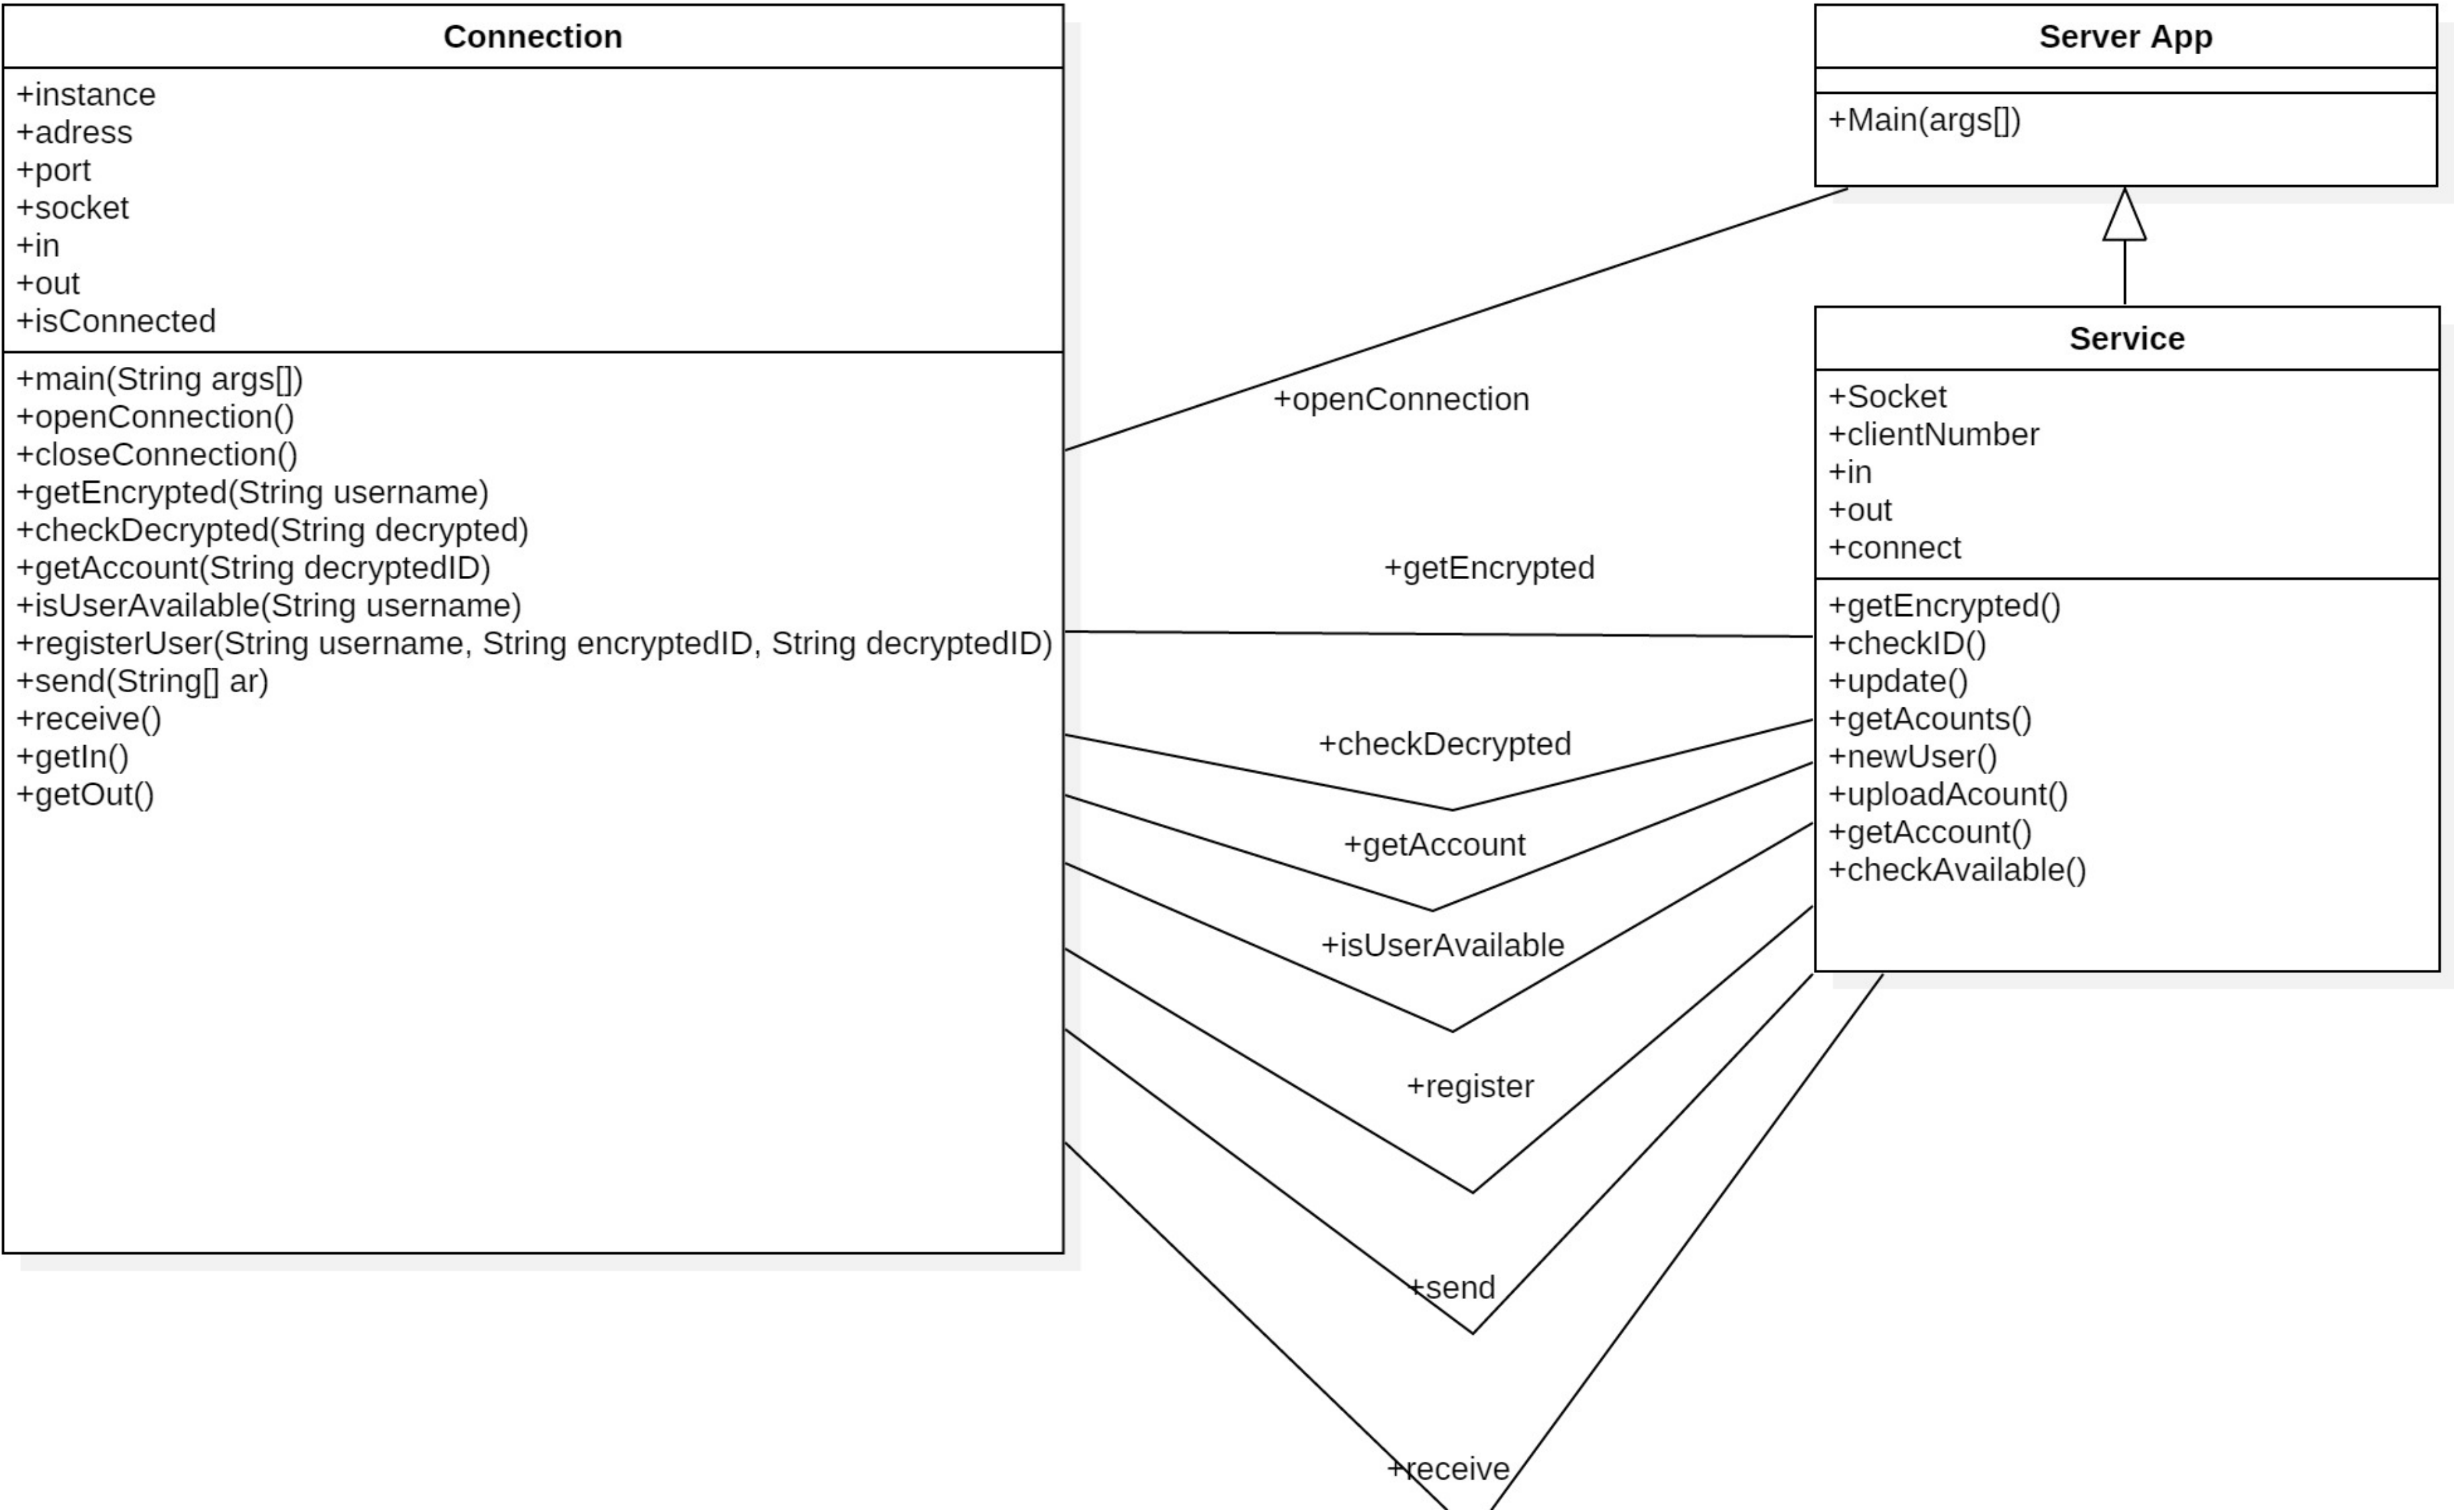 Connection
+instance
+adress
+port
+socket
+in
+out
+isConnected
+main(String args[])
+openConnection()
+closeConnection()
+getEncrypted(String username)
+checkDecrypted(String decrypted)
+getAccount(String decryptedID)
+isUserAvailable(String username)
+registerUser(String username, String encryptedID, String decryptedID)
+send(String[] ar)
+receive()
+getIn()
+getOut()
+openConnection
+getEncrypted
+checkDecrypted
+getAccount
+isUserAvailable
+register
+send
+receive
Server App
+Main(args[])
Service
+Socket
+clientNumber
+in
+out
+connect
+getEncrypted()
+checkID()
+update()
+getAcounts()
+newUser()
+uploadAcount()
+getAccount()
+checkAvailable()